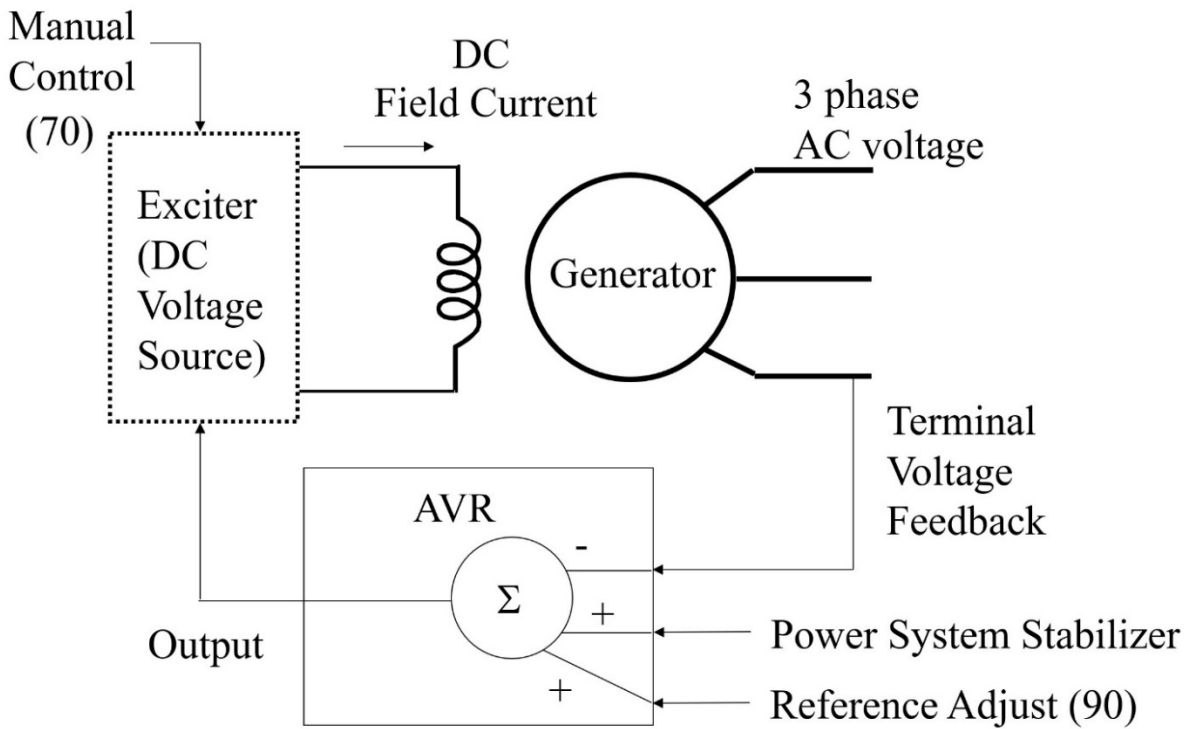 Manual
Control
(70)
DC
Field Current
3 phase
AC voltage
Exciter
(DC
Voltage
Source)
Generator
Terminal
Voltage
Feedback
AVR
-
Σ
+
+
Output
Power System Stabilizer
Reference Adjust (90)